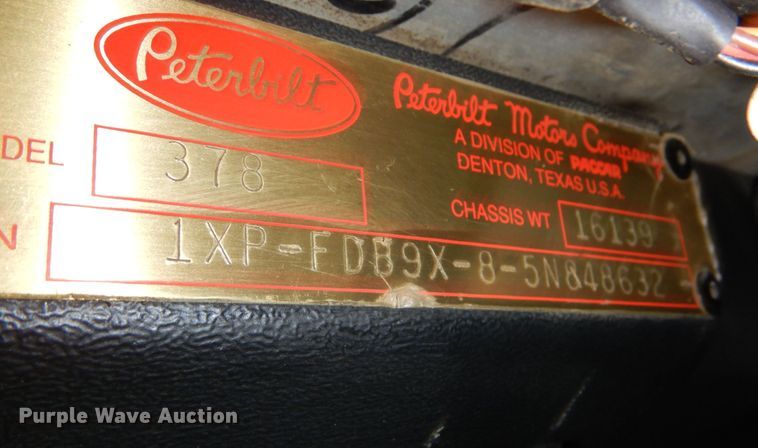 Peterbilt
Peterbilt Motors Company
A DIVISION OF PACCAR
DENTON, TEXAS U.S.A.
DEL 378
CHASSIS WT 16139
N 1XP-FDB9X-8-5N848632
Purple Wave Auction